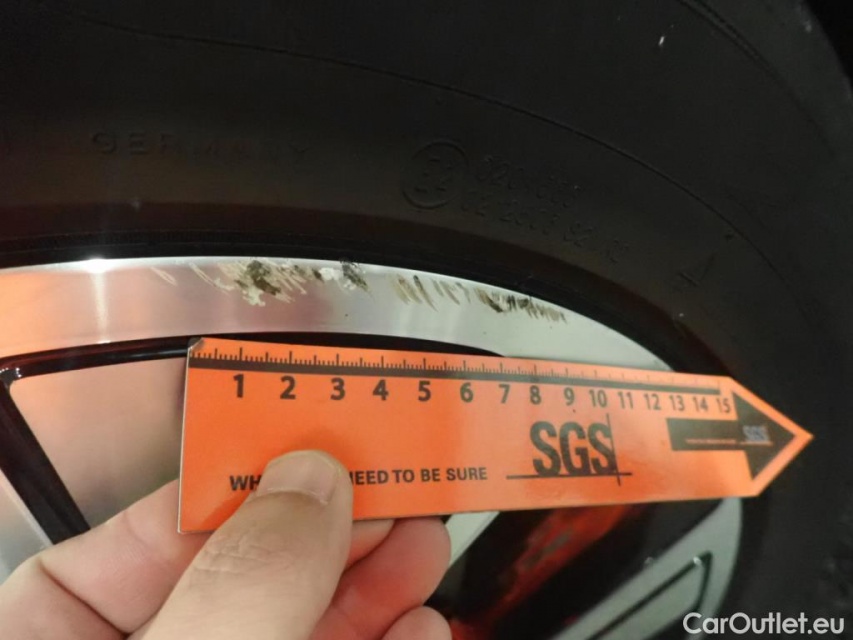 GERMANY
1 2 3 4 5 6 7 8 9 10 11 12 13 14 15
SGS
SGS
WH NEED TO BE SURE
CarOutlet.eu